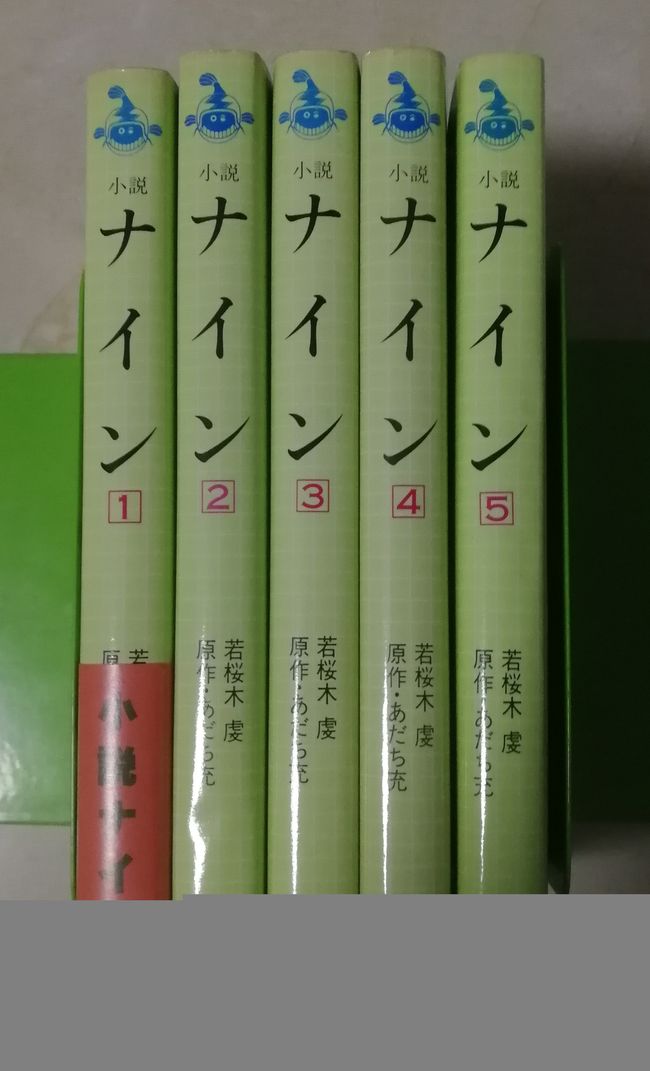 小説
ナイン
1
若
原
小説ナイ
小説
ナイン
2
若桜木 虔
原作・あだち充
小説
ナイン
3
若桜木 虔
原作・あだち充
小説
ナイン
4
若桜木 虔
原作・あだち充
小説
ナイン
5
若桜木 虔
原作・あだち充